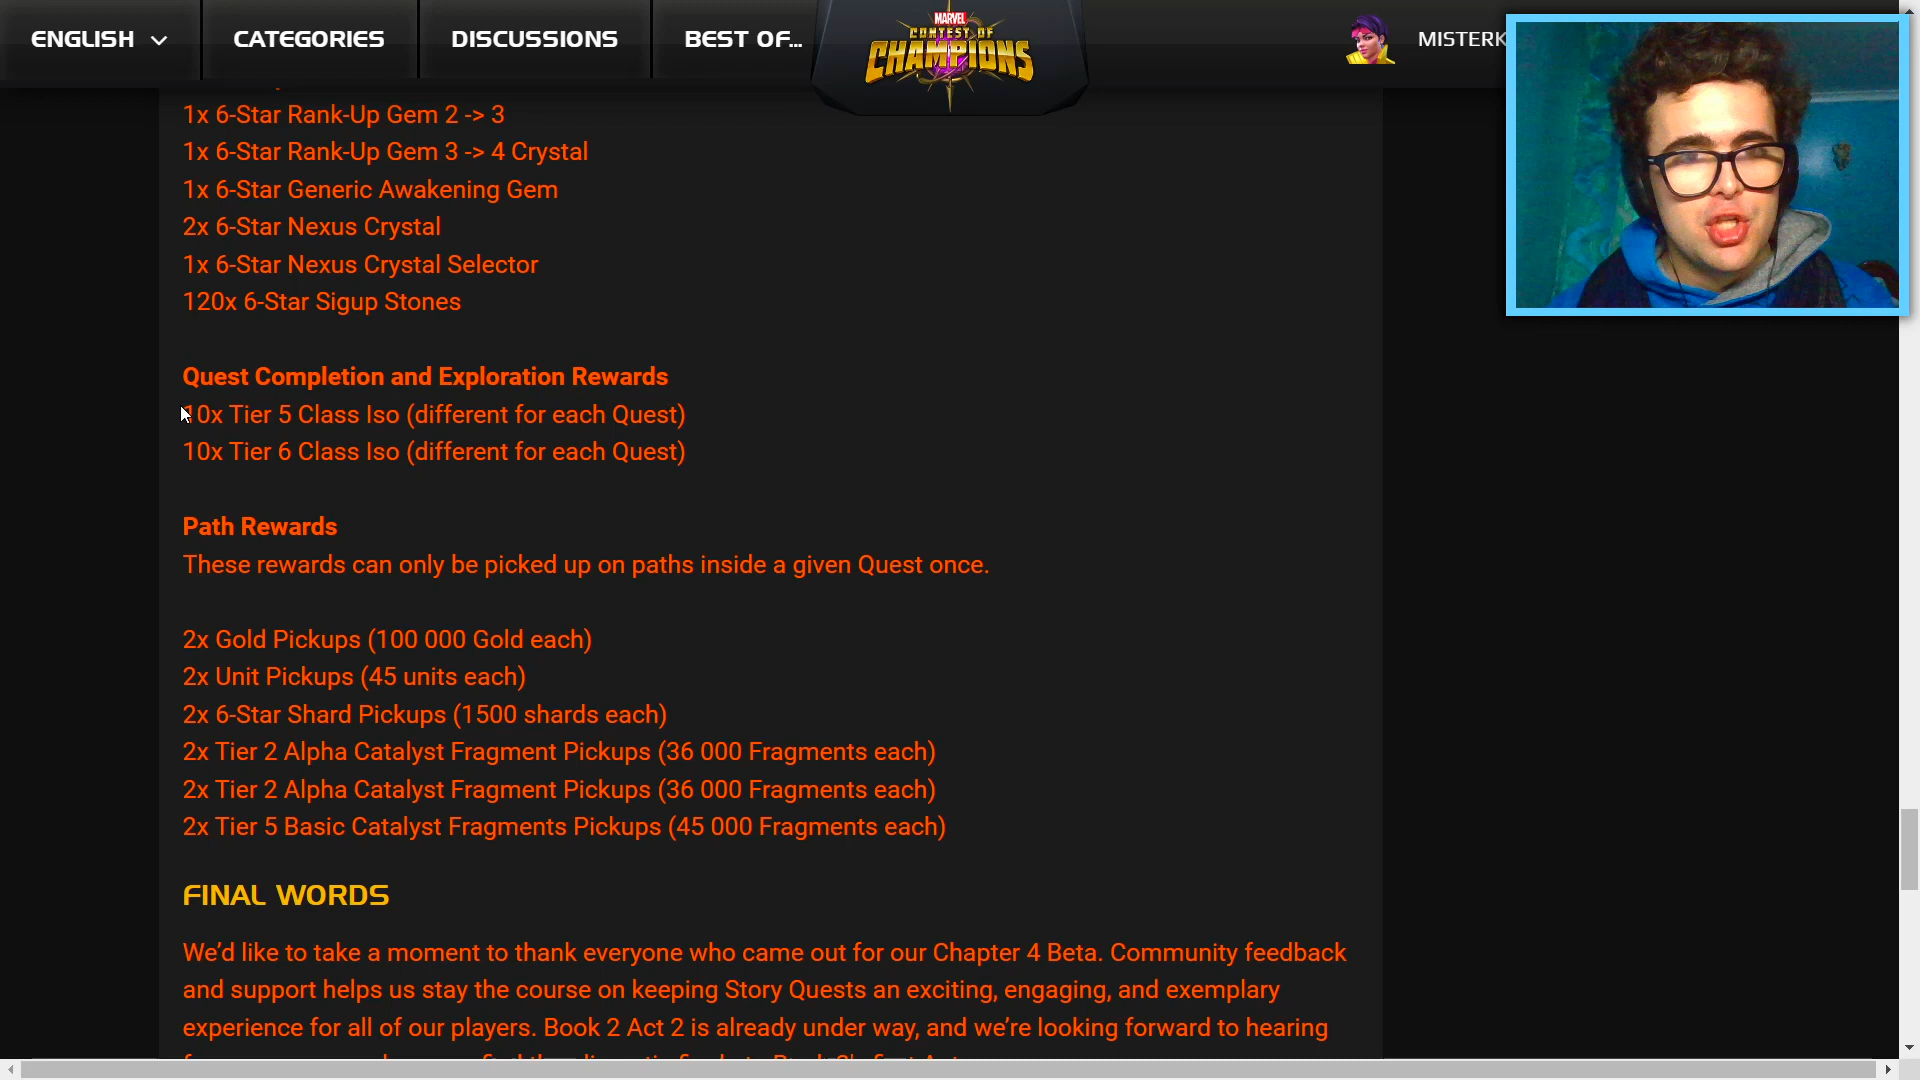 ENGLISH
CATEGORIES
DISCUSSIONS
BEST OF...
MARVEL
CONTEST OF
CHAMPIONS
MISTERK
1x 6-Star Rank-Up Gem 2 -> 3
1x 6-Star Rank-Up Gem 3 -> 4 Crystal
1x 6-Star Generic Awakening Gem
2x 6-Star Nexus Crystal
1x 6-Star Nexus Crystal Selector
120x 6-Star Sigup Stones
Quest Completion and Exploration Rewards
10x Tier 5 Class Iso (different for each Quest)
10x Tier 6 Class Iso (different for each Quest)
Path Rewards
These rewards can only be picked up on paths inside a given Quest once.
2x Gold Pickups (100 000 Gold each)
2x Unit Pickups (45 units each)
2x 6-Star Shard Pickups (1500 shards each)
2x Tier 2 Alpha Catalyst Fragment Pickups (36 000 Fragments each)
2x Tier 2 Alpha Catalyst Fragment Pickups (36 000 Fragments each)
2x Tier 5 Basic Catalyst Fragments Pickups (45 000 Fragments each)
FINAL WORDS
We’d like to take a moment to thank everyone who came out for our Chapter 4 Beta. Community feedback
and support helps us stay the course on keeping Story Quests an exciting, engaging, and exemplary
experience for all of our players. Book 2 Act 2 is already under way, and we’re looking forward to hearing